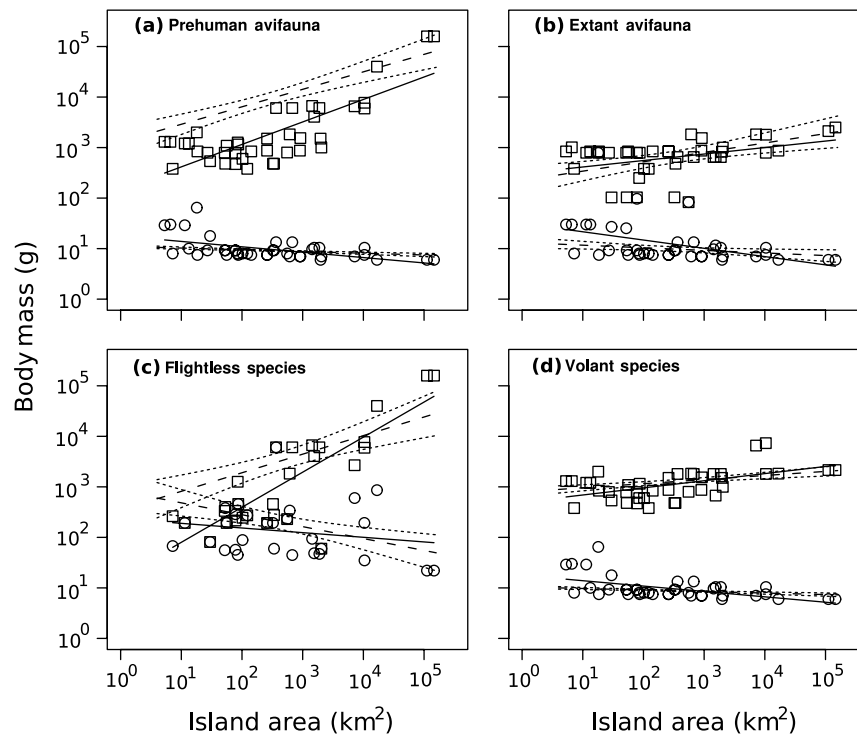 (a) Prehuman avifauna
(b) Extant avifauna
10^5
10^4
10^3
10^2
10^1
10^0
(c) Flightless species
(d) Volant species
10^5
10^4
10^3
10^2
10^1
10^0
Body mass (g)
10^0 10^1 10^2 10^3 10^4 10^5
10^0 10^1 10^2 10^3 10^4 10^5
Island area (km^2)
Island area (km^2)